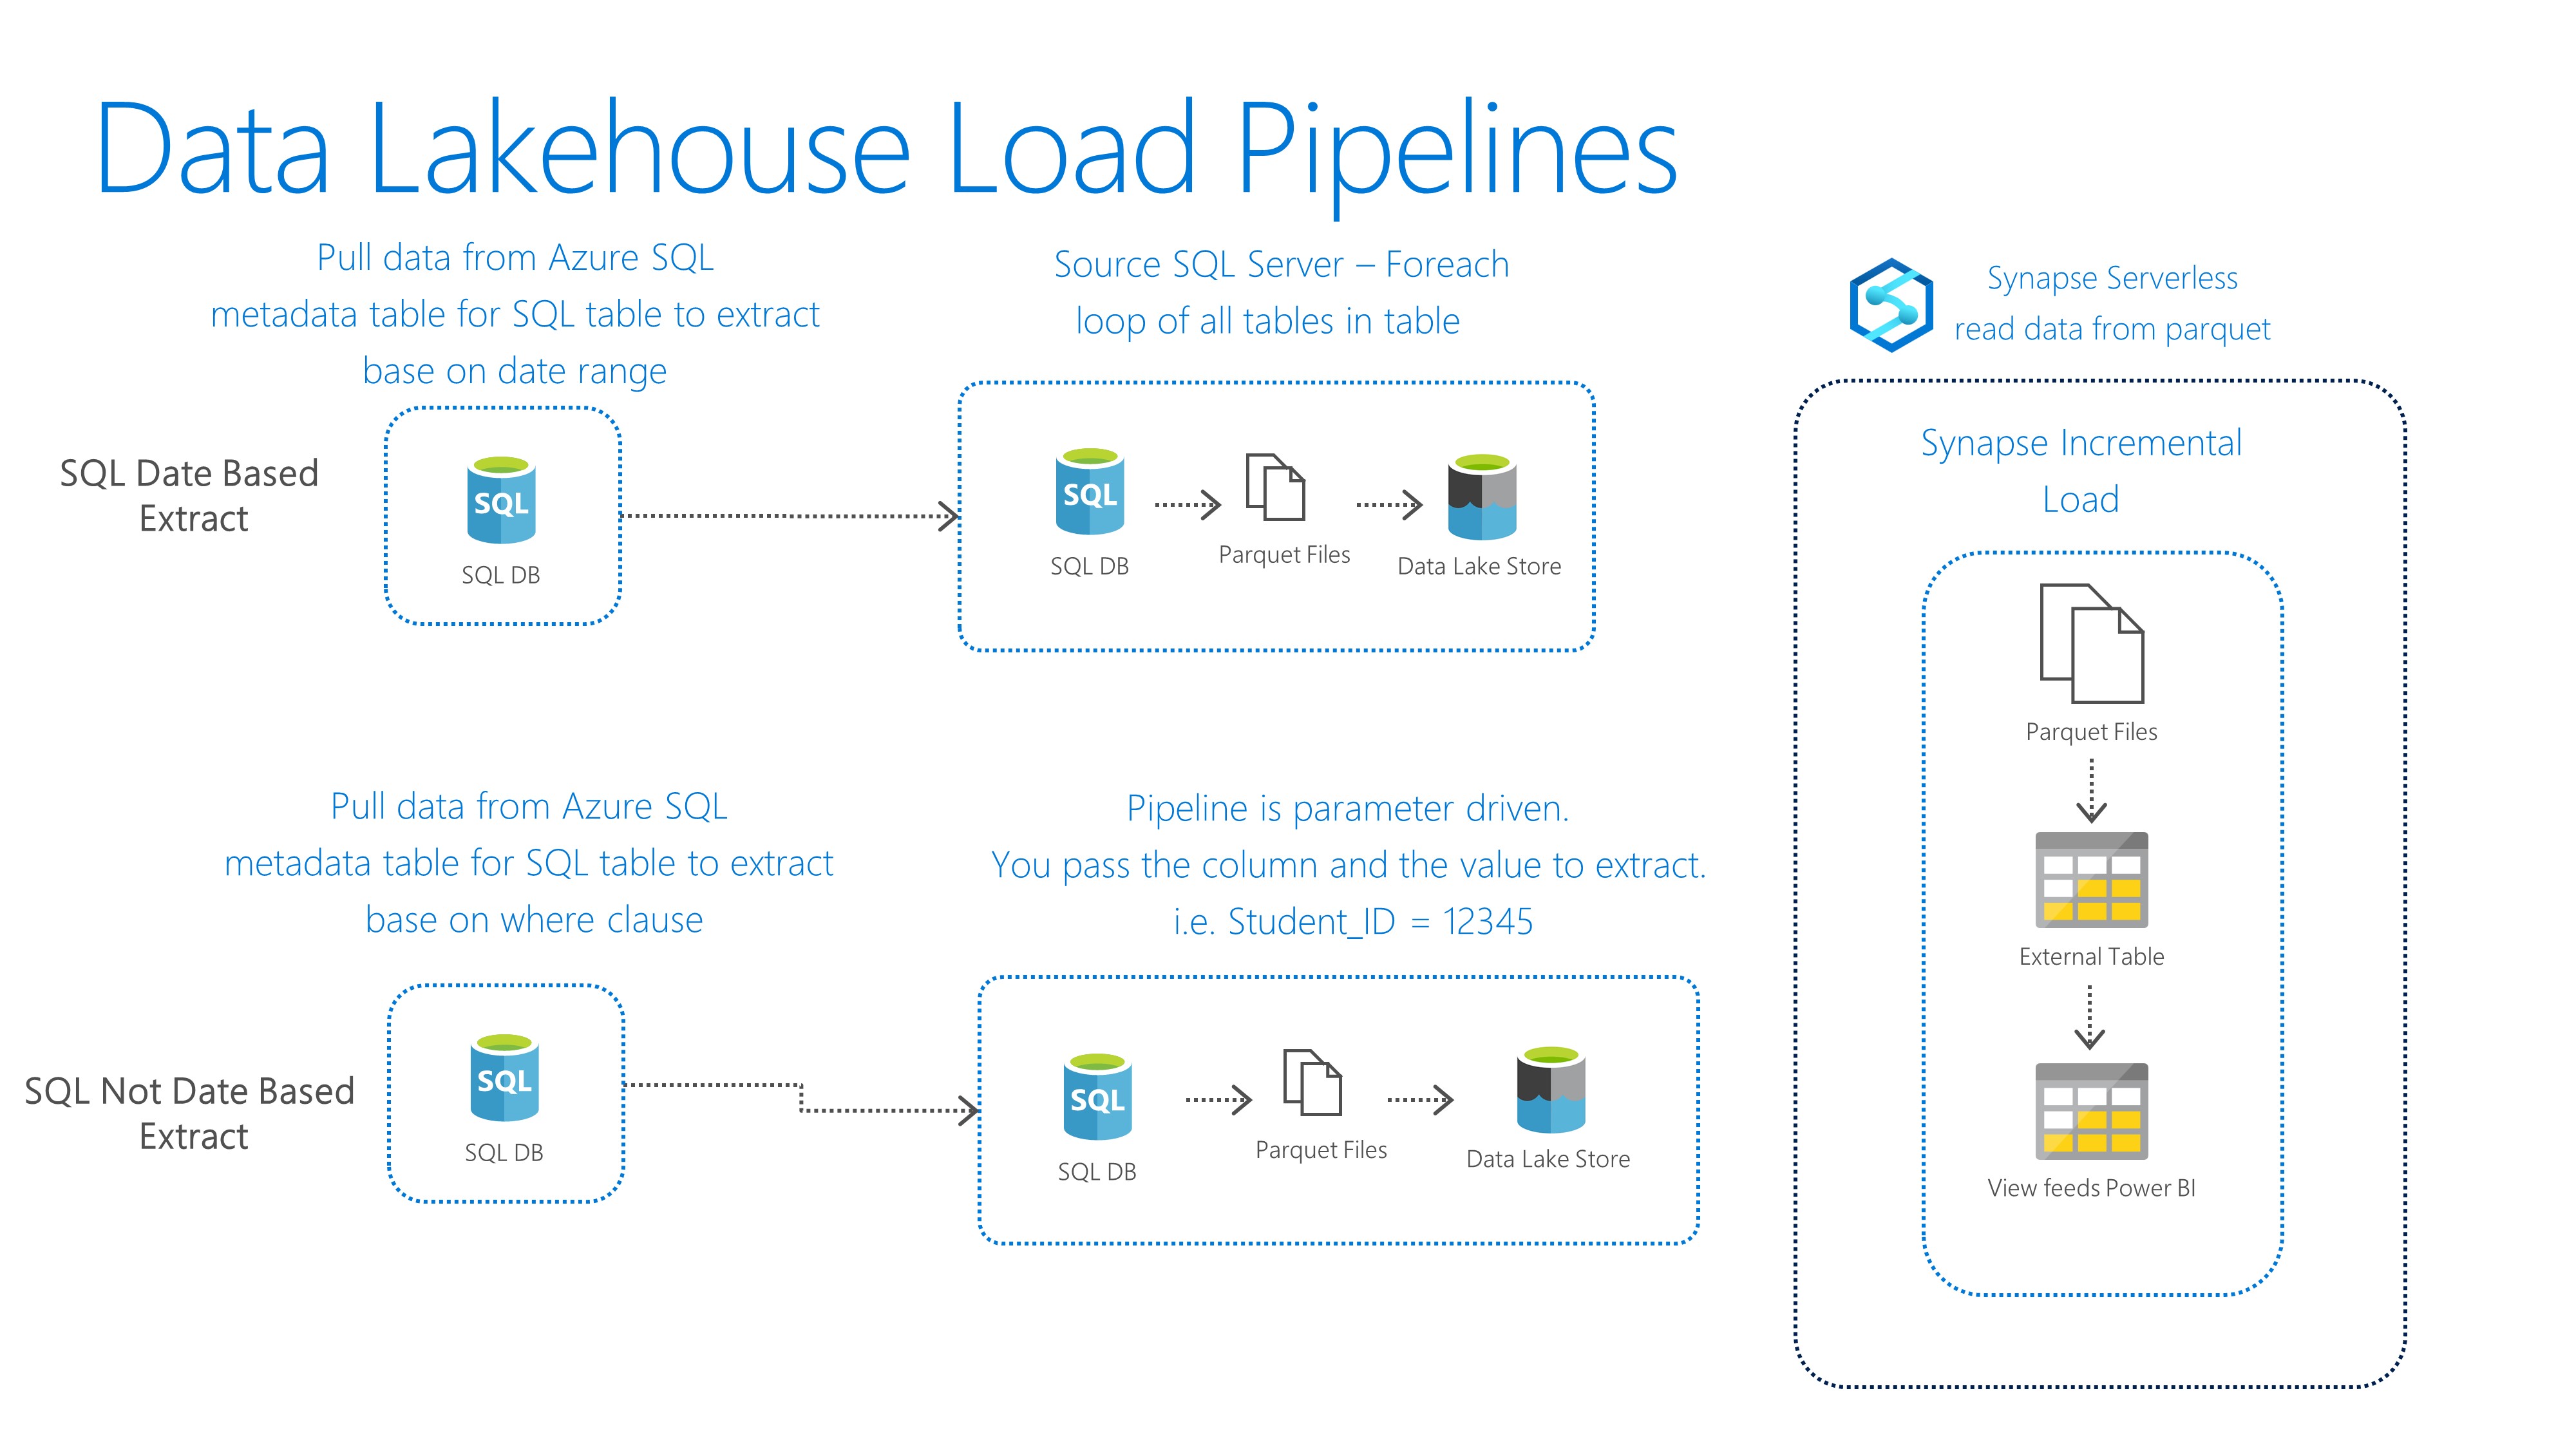 Data Lakehouse Load Pipelines
Pull data from Azure SQL
metadata table for SQL table to extract
base on date range
Source SQL Server – Foreach
loop of all tables in table
Synapse Serverless
read data from parquet
SQL Date Based
Extract
SQL
SQL DB
SQL
SQL DB
Parquet Files
Data Lake Store
Synapse Incremental
Load
Parquet Files
External Table
View feeds Power BI
Pull data from Azure SQL
metadata table for SQL table to extract
base on where clause
Pipeline is parameter driven.
You pass the column and the value to extract.
i.e. Student_ID = 12345
SQL Not Date Based
Extract
SQL
SQL DB
SQL
SQL DB
Parquet Files
Data Lake Store